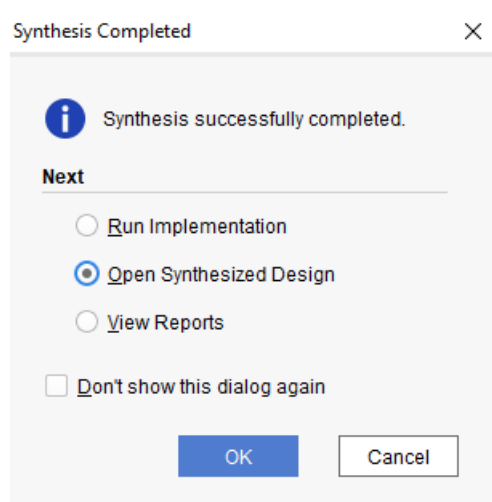 Synthesis Completed
Synthesis successfully completed.
Next
Run Implementation
Open Synthesized Design
View Reports
Don't show this dialog again
OK
Cancel